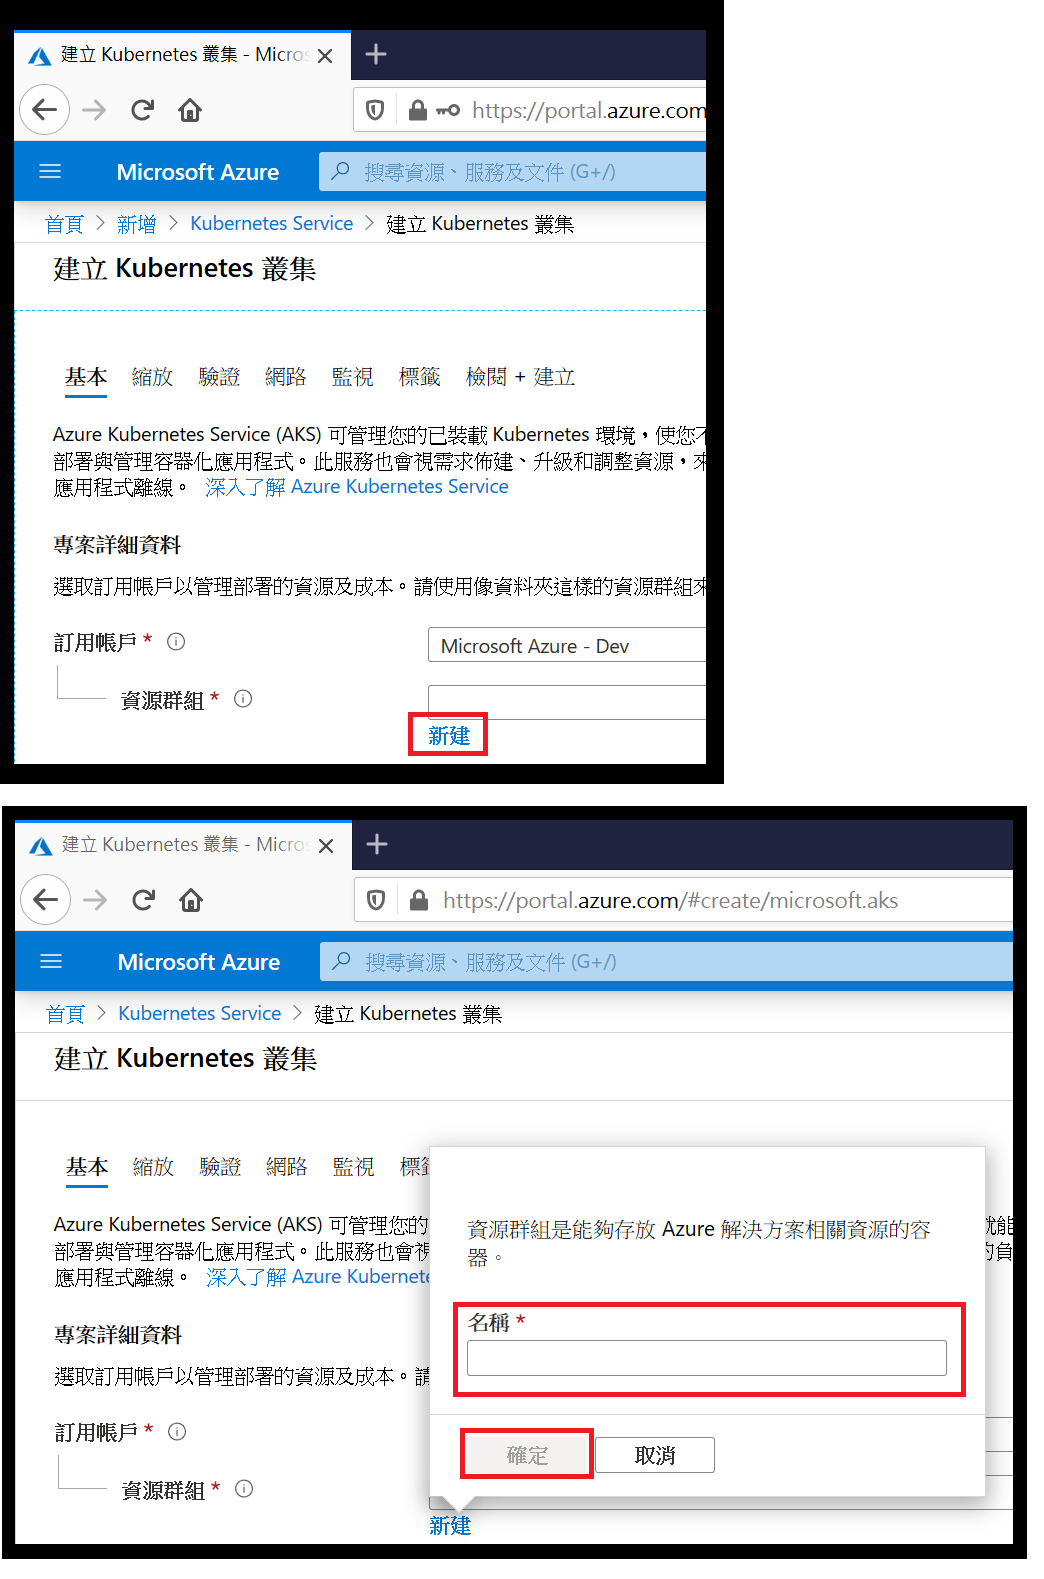 建立 Kubernetes 叢集 - Micros
https://portal.azure.com
Microsoft Azure
搜尋資源、服務及文件 (G+/)
首頁 > 新增 > Kubernetes Service > 建立 Kubernetes 叢集
建立 Kubernetes 叢集
基本 縮放 驗證 網路 監視 標籤 檢閱 + 建立
Azure Kubernetes Service (AKS) 可管理您的已裝載 Kubernetes 環境，使您不
部署與管理容器化應用程式。此服務也會視需求佈建、升級和調整資源，來
應用程式離線。 深入了解 Azure Kubernetes Service
專案詳細資料
選取訂用帳戶以管理部署的資源及成本。請使用像資料夾這樣的資源群組來
訂用帳戶 *
Microsoft Azure - Dev
資源群組 *
新建
建立 Kubernetes 叢集 - Micros
https://portal.azure.com/#create/microsoft.aks
Microsoft Azure
搜尋資源、服務及文件 (G+/)
首頁 > Kubernetes Service > 建立 Kubernetes 叢集
建立 Kubernetes 叢集
基本 縮放 驗證 網路 監視 標籤
Azure Kubernetes Service (AKS) 可管理您的
就能
部署與管理容器化應用程式。此服務也會視
的負
應用程式離線。 深入了解 Azure Kubernete
專案詳細資料
選取訂用帳戶以管理部署的資源及成本。請
訂用帳戶 *
資源群組 *
資源群組是能夠存放 Azure 解決方案相關資源的容
器。
名稱 *
確定 取消
新建